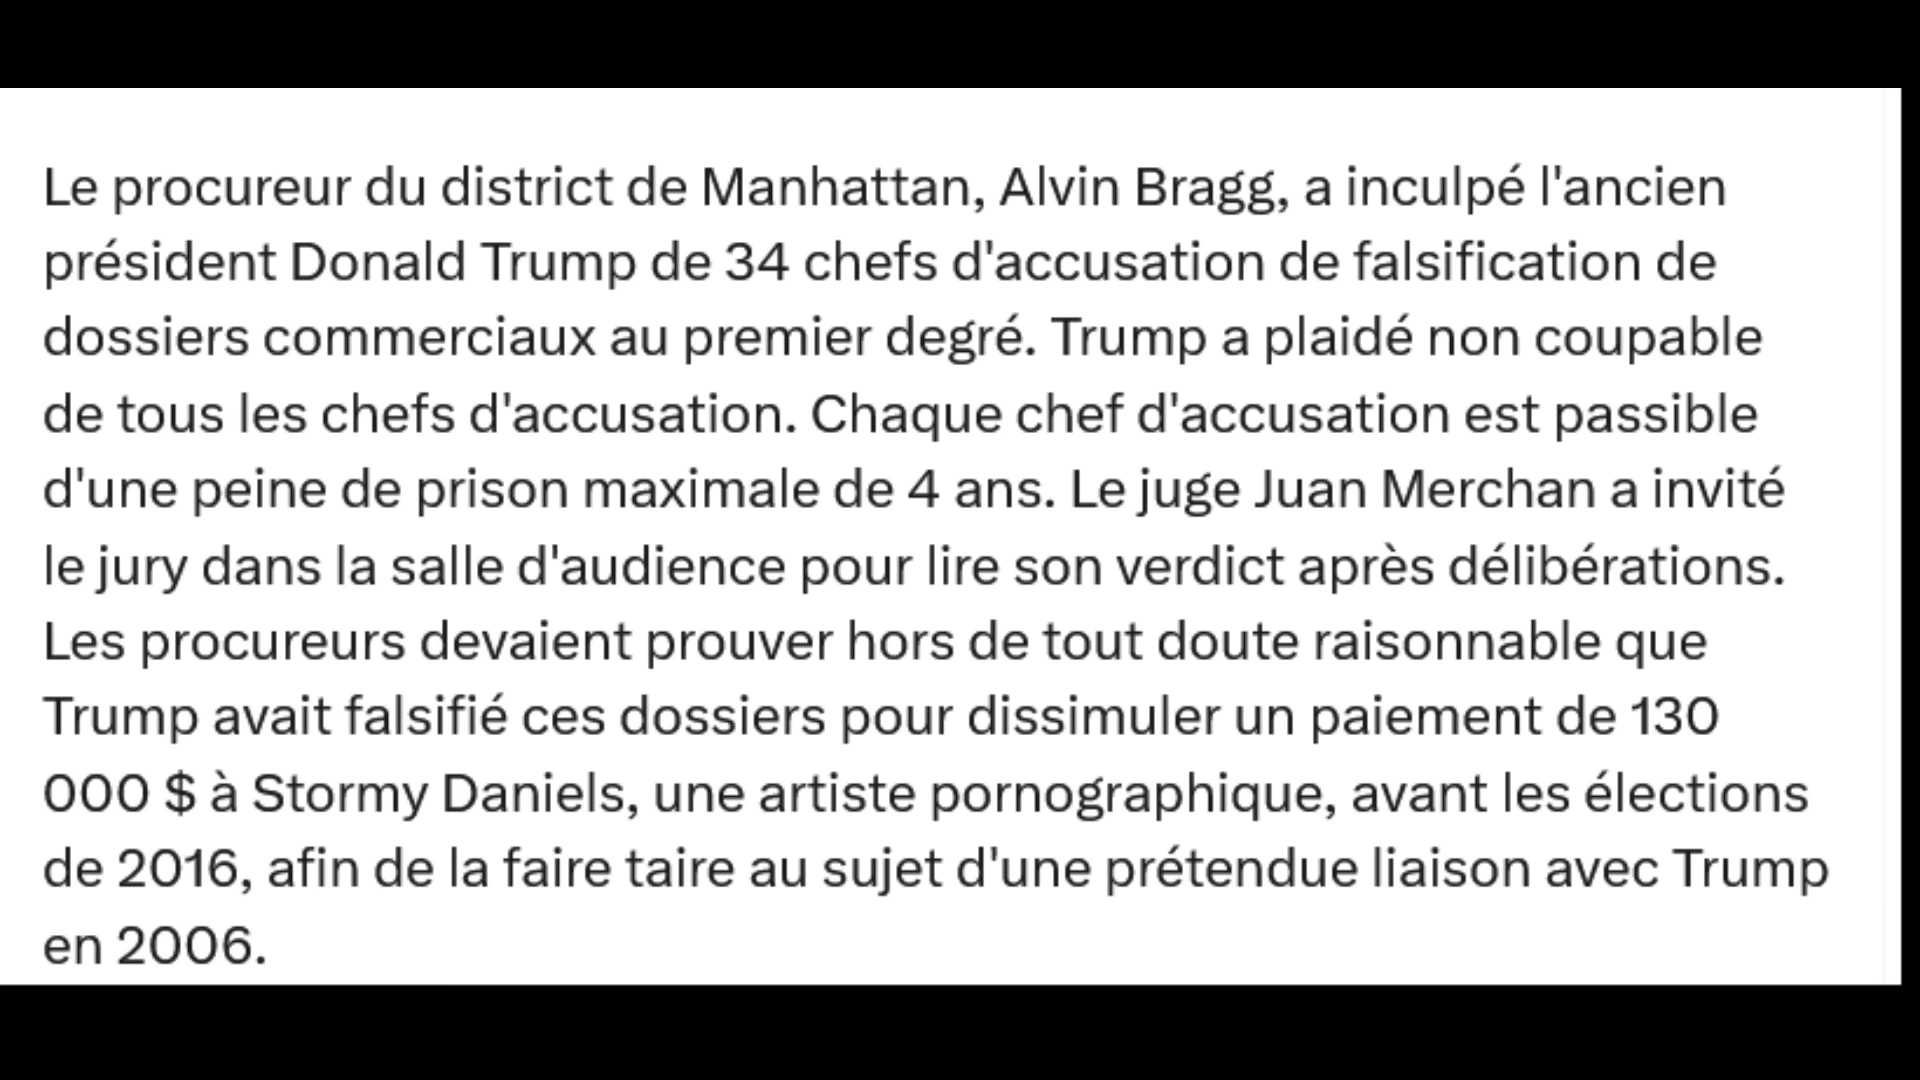 Le procureur du district de Manhattan, Alvin Bragg, a inculpé l'ancien
président Donald Trump de 34 chefs d'accusation de falsification de
dossiers commerciaux au premier degré. Trump a plaidé non coupable
de tous les chefs d'accusation. Chaque chef d'accusation est passible
d'une peine de prison maximale de 4 ans. Le juge Juan Merchan a invité
le jury dans la salle d'audience pour lire son verdict après délibérations.
Les procureurs devaient prouver hors de tout doute raisonnable que
Trump avait falsifié ces dossiers pour dissimuler un paiement de 130
000 $ à Stormy Daniels, une artiste pornographique, avant les élections
de 2016, afin de la faire taire au sujet d'une prétendue liaison avec Trump
en 2006.